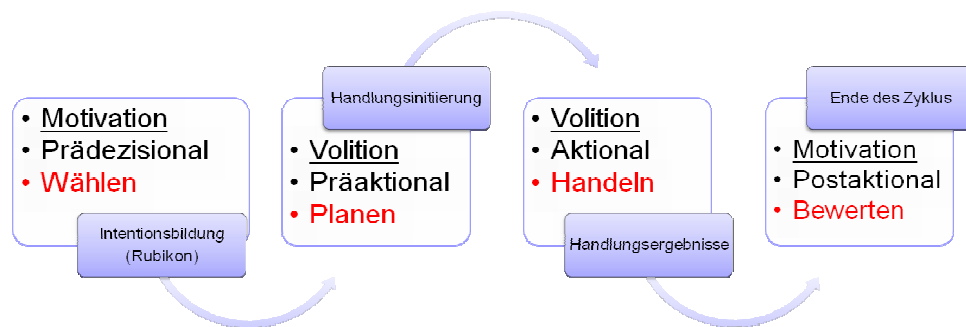 • Motivation
• Prädezisional
• Wählen
Intentionsbildung
(Rubikon)
Handlungsinitiierung
• Volition
• Präaktional
• Planen
• Volition
• Aktional
• Handeln
Handlungsergebnisse
Ende des Zyklus
• Motivation
• Postaktional
• Bewerten